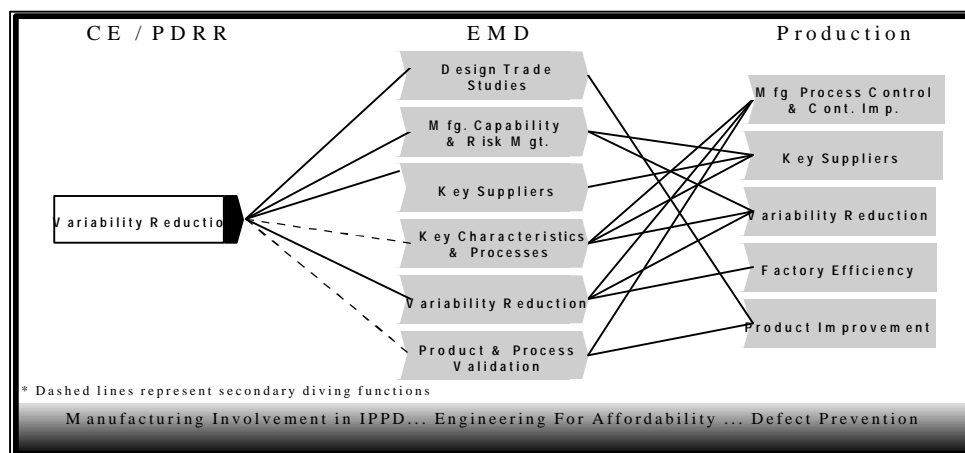 CE / PDRR
EMD
Production
Variability Reductio
Design Trade
Studies
Mfg. Capability
& Risk Mgt.
Key Suppliers
Key Characteristics
& Processes
Variability Reduction
Product & Process
Validation
Mfg Process Control
& Cont. Imp.
Key Suppliers
Variability Reduction
Factory Efficiency
Product Improvement
* Dashed lines represent secondary diving functions
Manufacturing Involvement in IPPD... Engineering For Affordability ... Defect Prevention